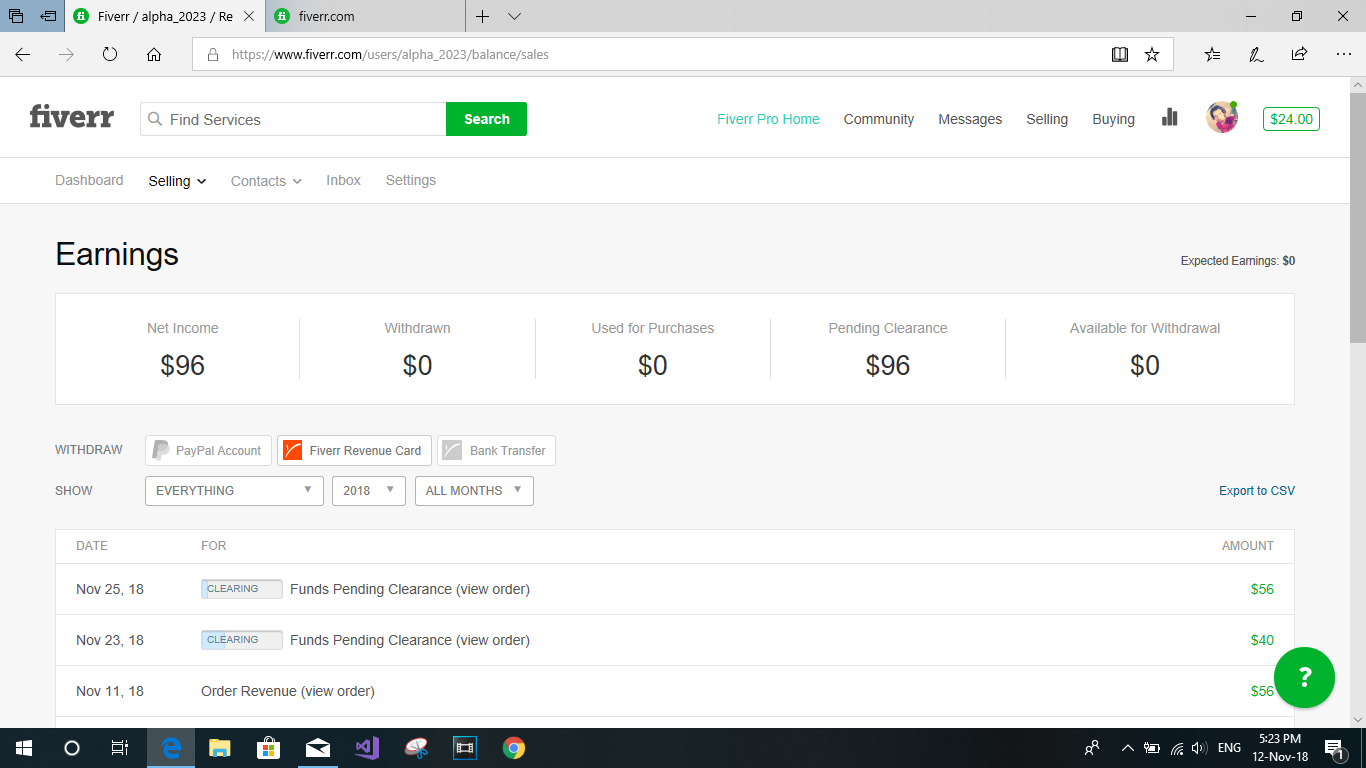 Fiverr / alpha_2023 / Re
fiverr.com
https://www.fiverr.com/users/alpha_2023/balance/sales
fiverr
Find Services
Search
Fiverr Pro Home
Community
Messages
Selling
Buying
$24.00
Dashboard
Selling
Contacts
Inbox
Settings
Earnings
Expected Earnings: $0
Net Income
Withdrawn
Used for Purchases
Pending Clearance
Available for Withdrawal
$96
$0
$0
$96
$0
WITHDRAW
PayPal Account
Fiverr Revenue Card
Bank Transfer
SHOW
EVERYTHING
2018
ALL MONTHS
Export to CSV
DATE
FOR
AMOUNT
Nov 25, 18
CLEARING
Funds Pending Clearance (view order)
$56
Nov 23, 18
CLEARING
Funds Pending Clearance (view order)
$40
Nov 11, 18
Order Revenue (view order)
$56
?
ENG
5:23 PM
12-Nov-18
1